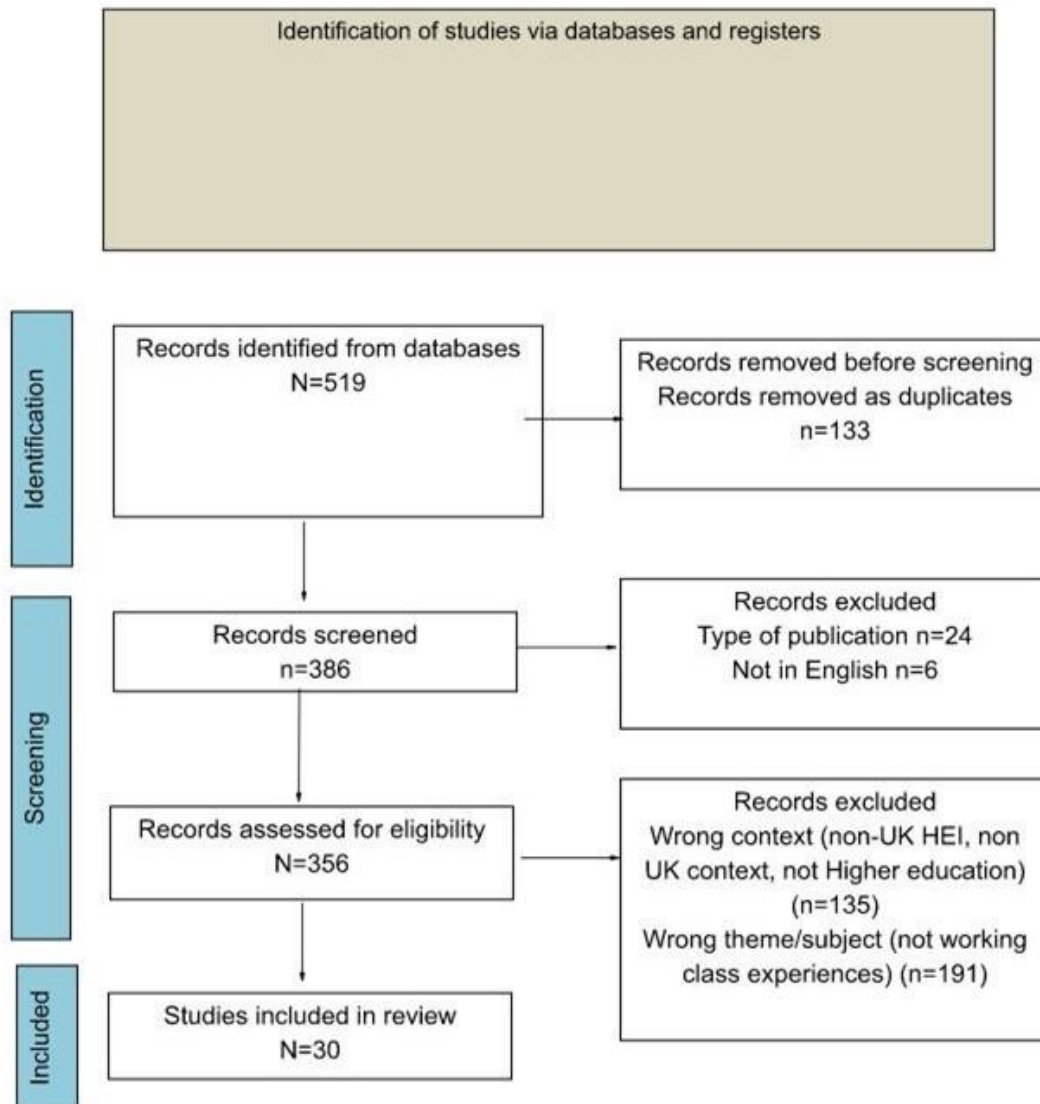 Identification of studies via databases and registers
Identification
Records identified from databases
N=519
Records removed before screening
Records removed as duplicates
n=133
Screening
Records screened
n=386
Records excluded
Type of publication n=24
Not in English n=6
Records assessed for eligibility
N=356
Records excluded
Wrong context (non-UK HEI, non
UK context, not Higher education)
(n=135)
Wrong theme/subject (not working
class experiences) (n=191)
Included
Studies included in review
N=30